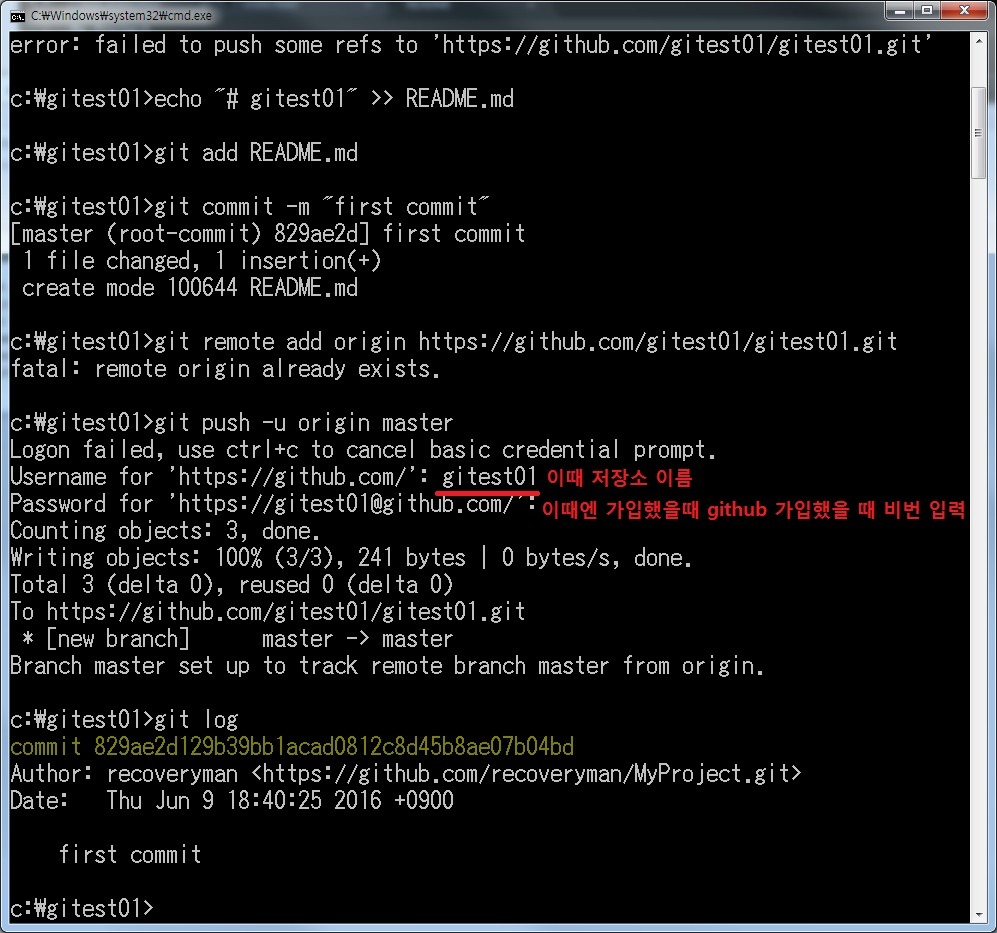 C:₩Windows₩system32₩cmd.exe
error: failed to push some refs to 'https://github.com/gitest01/gitest01.git'
c:₩gitest01>echo "# gitest01" >> README.md
c:₩gitest01>git add README.md
c:₩gitest01>git commit -m "first commit"
[master (root-commit) 829ae2d] first commit
1 file changed, 1 insertion(+)
create mode 100644 README.md
c:₩gitest01>git remote add origin https://github.com/gitest01/gitest01.git
fatal: remote origin already exists.
c:₩gitest01>git push -u origin master
Logon failed, use ctrl+c to cancel basic credential prompt.
Username for 'https://github.com/': gitest01 이때 저장소 이름
Password for 'https://gitest01@github.com/': 이때엔 가입했을때 github 가입했을 때 비번 입력
Counting objects: 3, done.
Writing objects: 100% (3/3), 241 bytes | 0 bytes/s, done.
Total 3 (delta 0), reused 0 (delta 0)
To https://github.com/gitest01/gitest01.git
* [new branch] master -> master
Branch master set up to track remote branch master from origin.
c:₩gitest01>git log
commit 829ae2d129b39bb1acad0812c8d45b8ae07b04bd
Author: recoveryman <https://github.com/recoveryman/MyProject.git>
Date: Thu Jun 9 18:40:25 2016 +0900
first commit
c:₩gitest01>